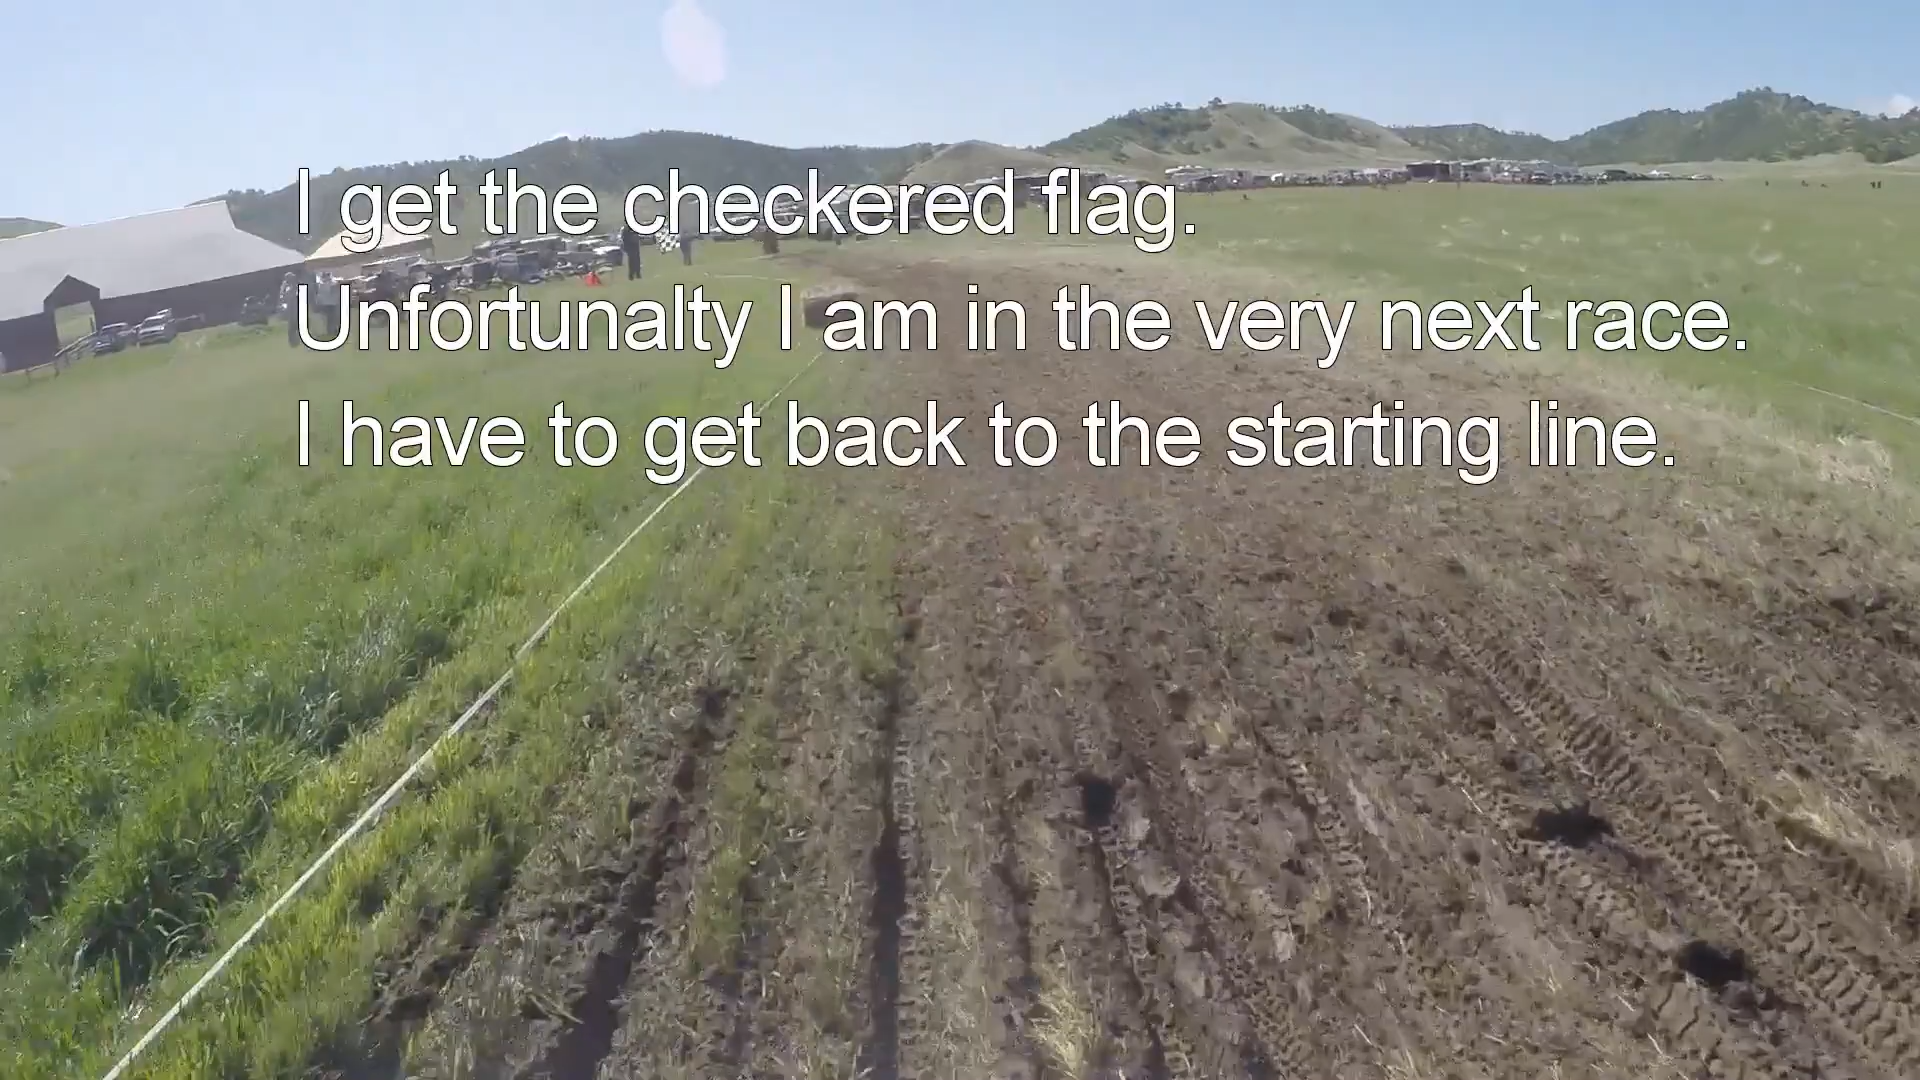 I get the checkered flag.
Unfortunalty I am in the very next race.
I have to get back to the starting line.